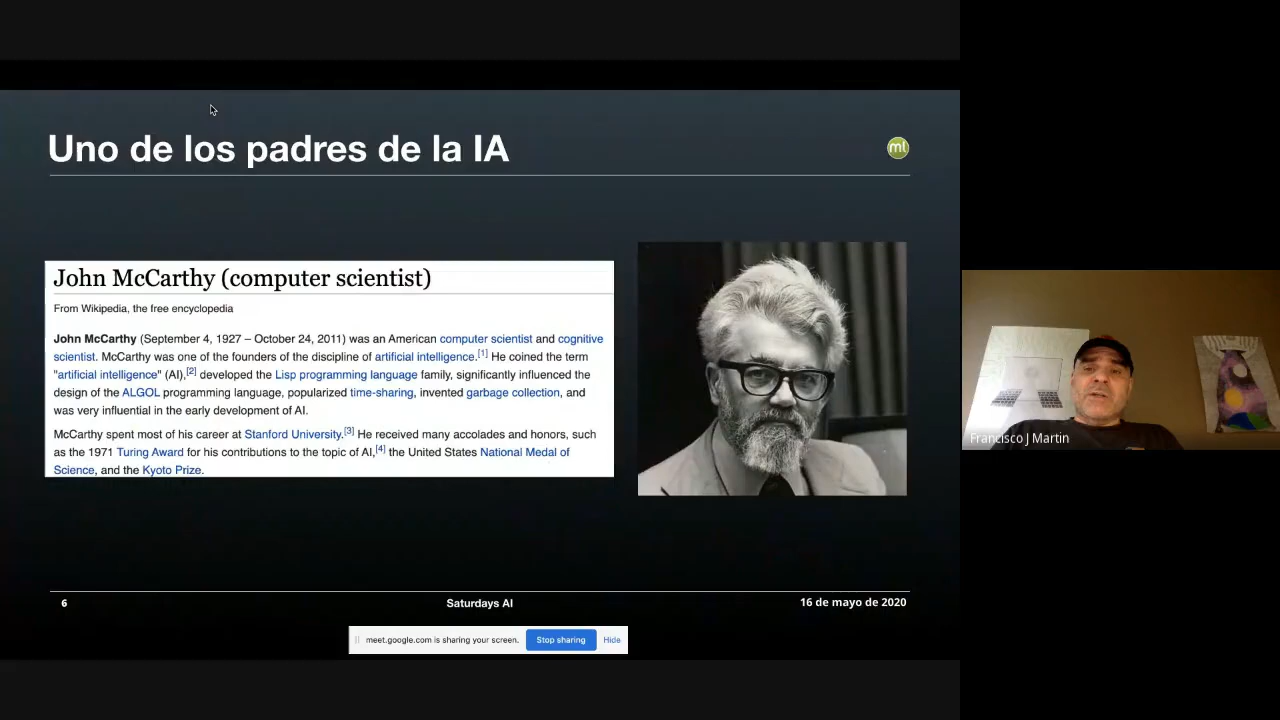 Uno de los padres de la IA
ml
John McCarthy (computer scientist)
From Wikipedia, the free encyclopedia
John McCarthy (September 4, 1927 – October 24, 2011) was an American computer scientist and cognitive
scientist. McCarthy was one of the founders of the discipline of artificial intelligence.[1] He coined the term
"artificial intelligence" (AI),[2] developed the Lisp programming language family, significantly influenced the
design of the ALGOL programming language, popularized time-sharing, invented garbage collection, and
was very influential in the early development of AI.
McCarthy spent most of his career at Stanford University.[3] He received many accolades and honors, such
as the 1971 Turing Award for his contributions to the topic of AI,[4] the United States National Medal of
Science, and the Kyoto Prize.
Francisco J Martin
6
Saturdays AI
16 de mayo de 2020
meet.google.com is sharing your screen.
Stop sharing
Hide